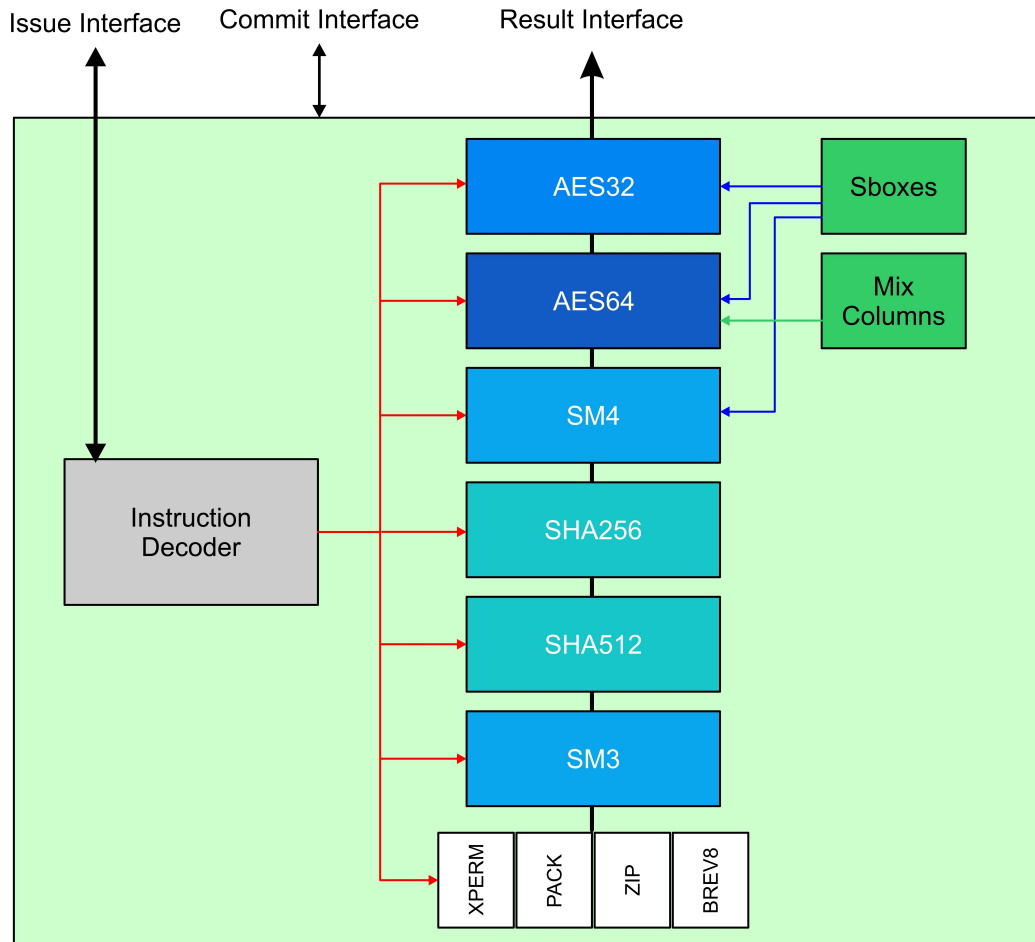 Issue Interface
Commit Interface
Result Interface
AES32
Sboxes
AES64
Mix
Columns
SM4
Instruction
Decoder
SHA256
SHA512
SM3
XPERM
PACK
ZIP
BREV8